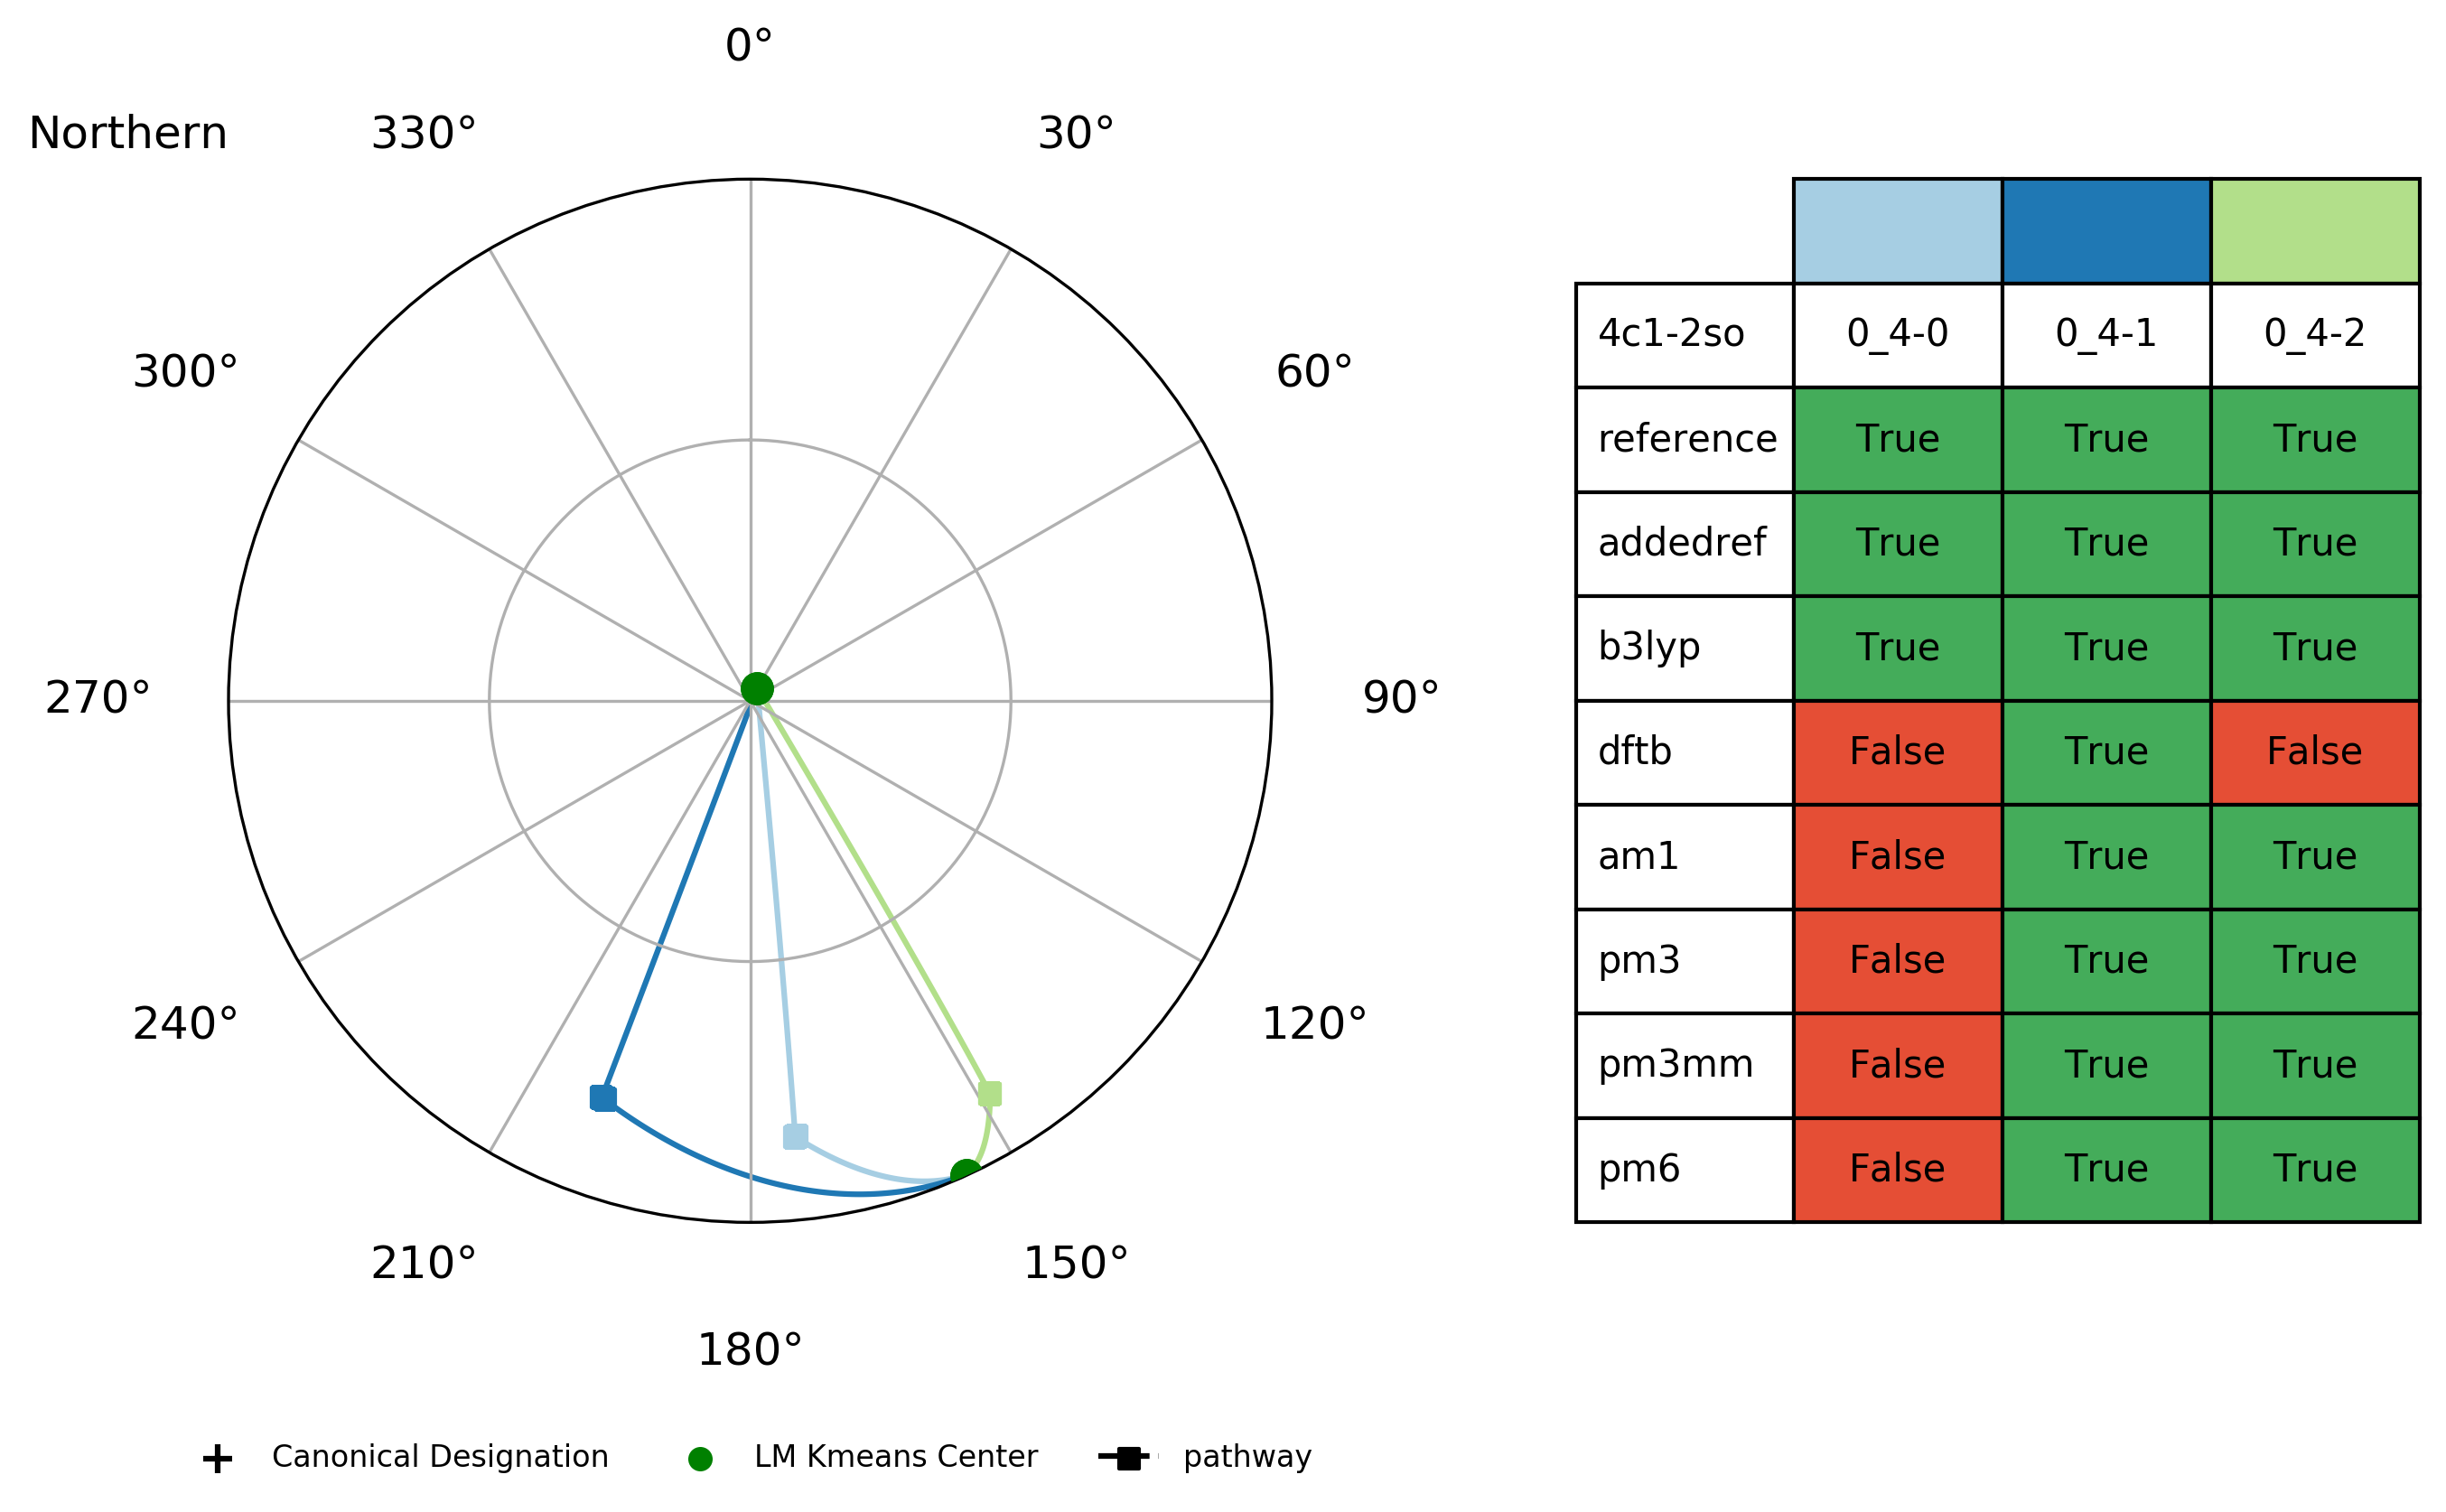 0°
Northern 330° 30°
300° 60°
270° 90°
240° 120°
210° 150°
180°
4c1-2so 0_4-0 0_4-1 0_4-2
reference True True True
addedref True True True
b3lyp True True True
dftb False True False
am1 False True True
pm3 False True True
pm3mm False True True
pm6 False True True
Canonical Designation LM Kmeans Center pathway